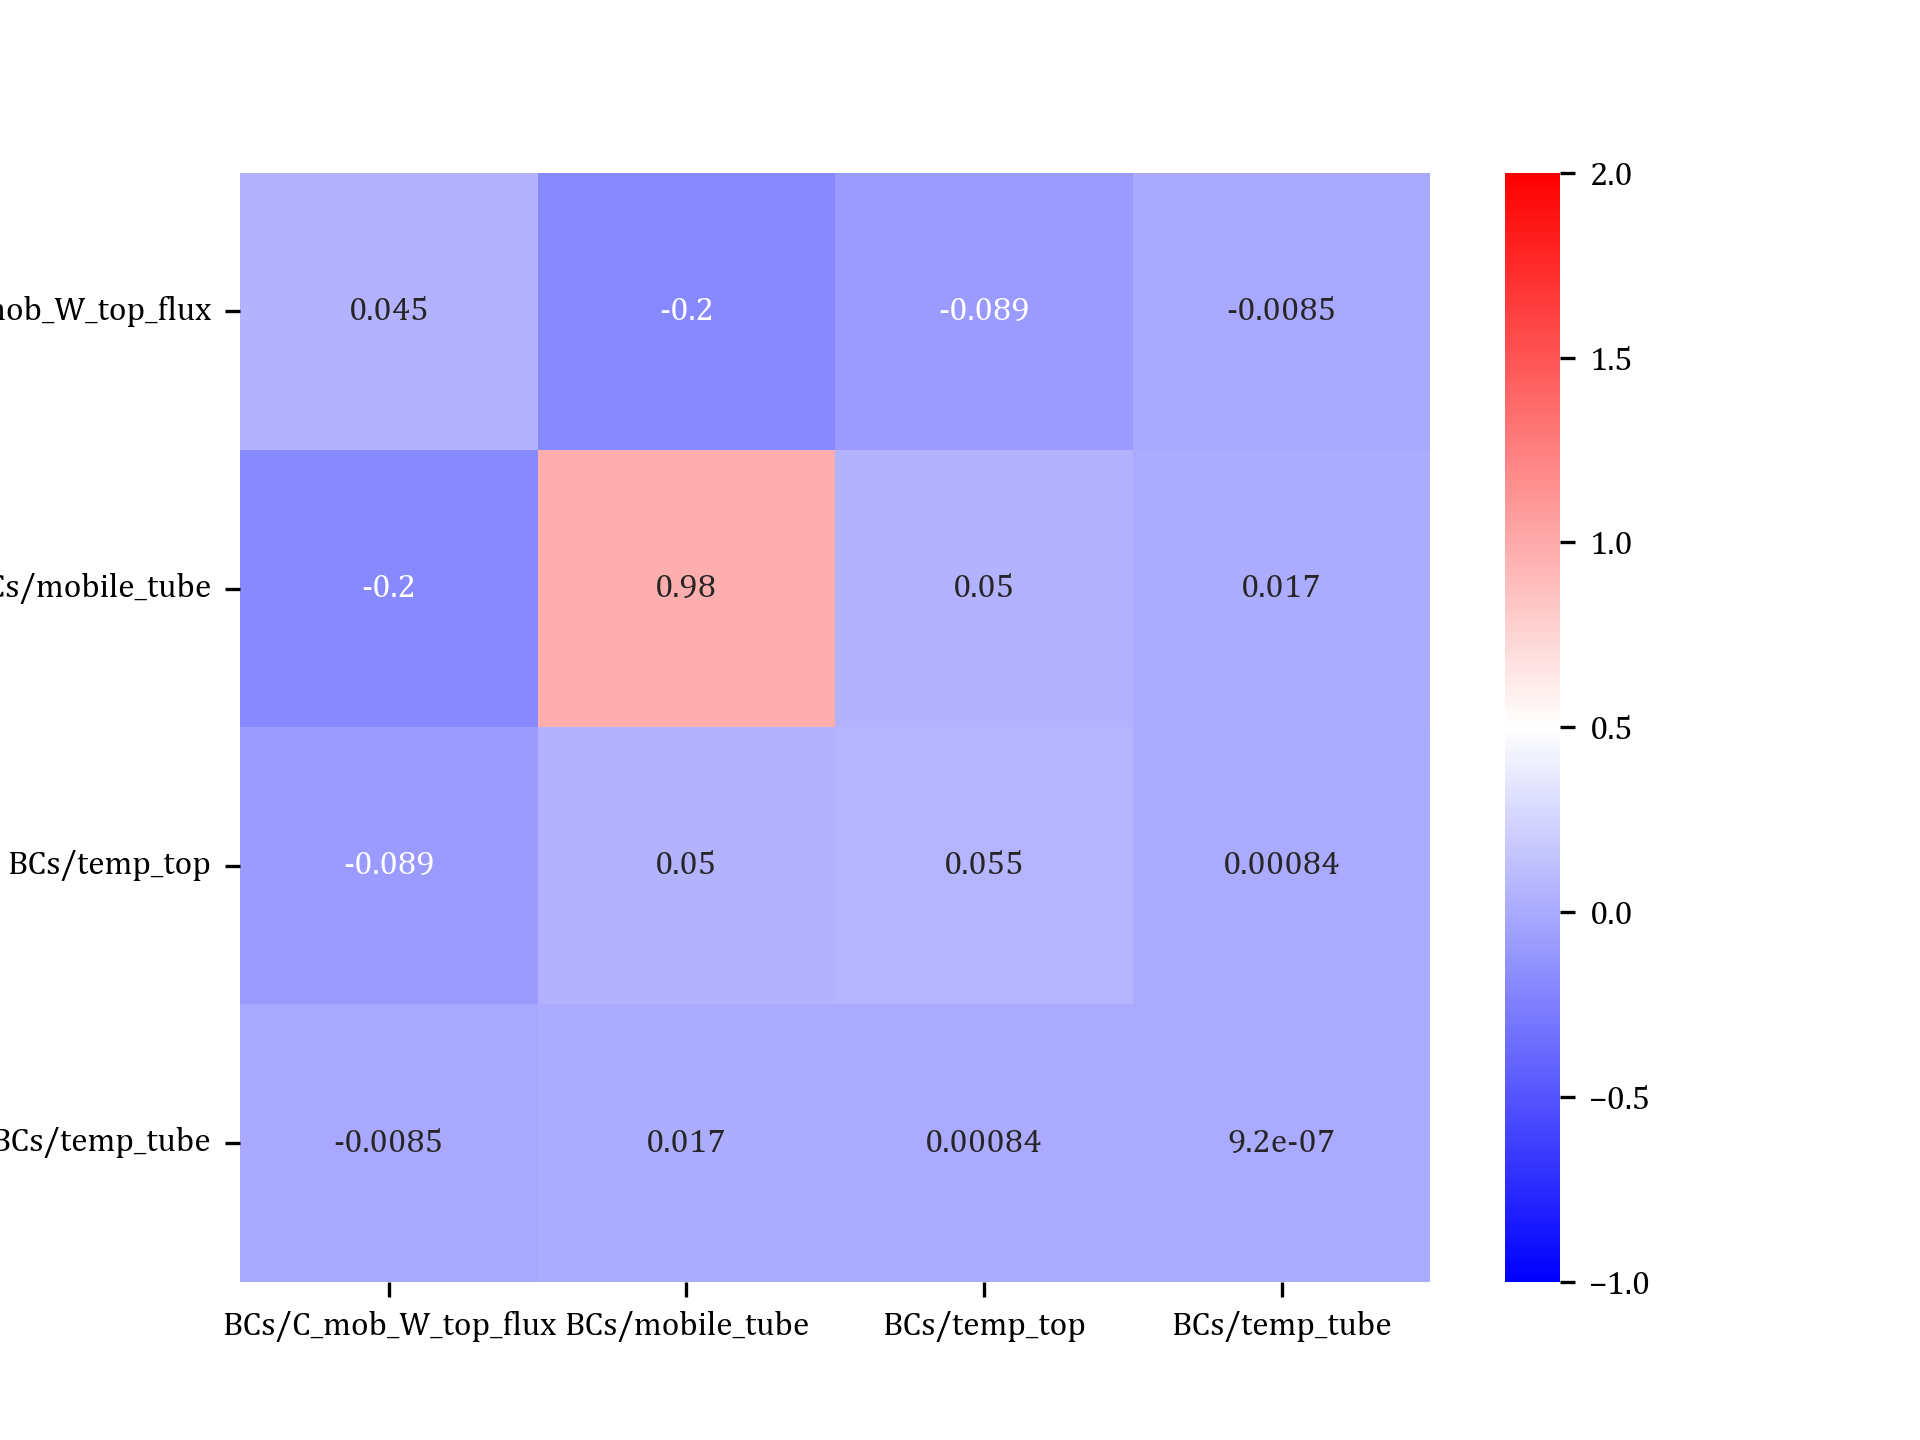 2.0
nob_W_top_flux 0.045 -0.2 -0.089 -0.0085
1.5
1.0
Cs/mobile_tube -0.2 0.98 0.05 0.017
0.5
BCs/temp_top -0.089 0.05 0.055 0.00084
0.0
−0.5
BCs/temp_tube -0.0085 0.017 0.00084 9.2e-07
−1.0
BCs/C_mob_W_top_flux BCs/mobile_tube BCs/temp_top BCs/temp_tube